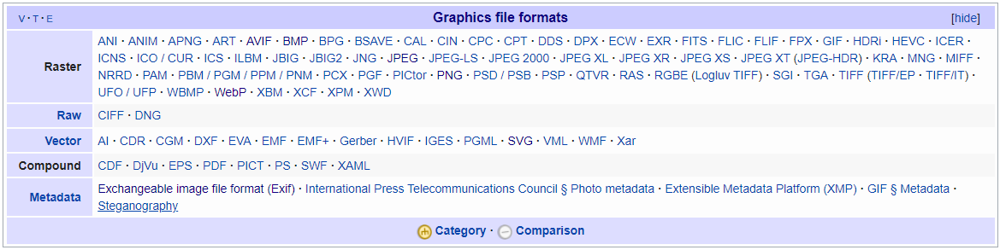 V · T · E Graphics file formats [hide]
Raster ANI · ANIM · APNG · ART · AVIF · BMP · BPG · BSAVE · CAL · CIN · CPC · CPT · DDS · DPX · ECW · EXR · FITS · FLIC · FLIF · FPX · GIF · HDRi · HEVC · ICER ·
ICNS · ICO / CUR · ICS · ILBM · JBIG · JBIG2 · JNG · JPEG · JPEG-LS · JPEG 2000 · JPEG XL · JPEG XR · JPEG XS · JPEG XT (JPEG-HDR) · KRA · MNG · MIFF ·
NRRD · PAM · PBM / PGM / PPM / PNM · PCX · PGF · PICtor · PNG · PSD / PSB · PSP · QTVR · RAS · RGBE (Logluv TIFF) · SGI · TGA · TIFF (TIFF/EP · TIFF/IT) ·
UFO / UFP · WBMP · WebP · XBM · XCF · XPM · XWD
Raw CIFF · DNG
Vector AI · CDR · CGM · DXF · EVA · EMF · EMF+ · Gerber · HVIF · IGES · PGML · SVG · VML · WMF · Xar
Compound CDF · DjVu · EPS · PDF · PICT · PS · SWF · XAML
Metadata Exchangeable image file format (Exif) · International Press Telecommunications Council § Photo metadata · Extensible Metadata Platform (XMP) · GIF § Metadata ·
Steganography
Category · Comparison